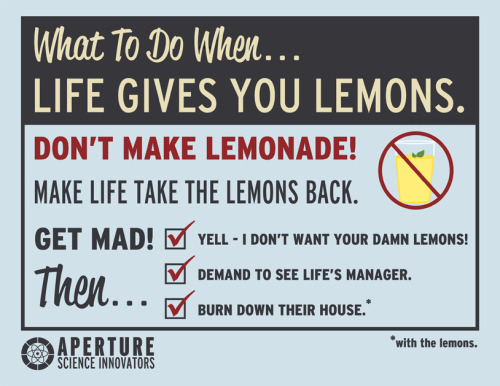 What To Do When...
LIFE GIVES YOU LEMONS.
DON'T MAKE LEMONADE!
MAKE LIFE TAKE THE LEMONS BACK.
GET MAD!
YELL - I DON'T WANT YOUR DAMN LEMONS!
Then...
DEMAND TO SEE LIFE'S MANAGER.
BURN DOWN THEIR HOUSE.*
*with the lemons.
APERTURE
SCIENCE INNOVATORS